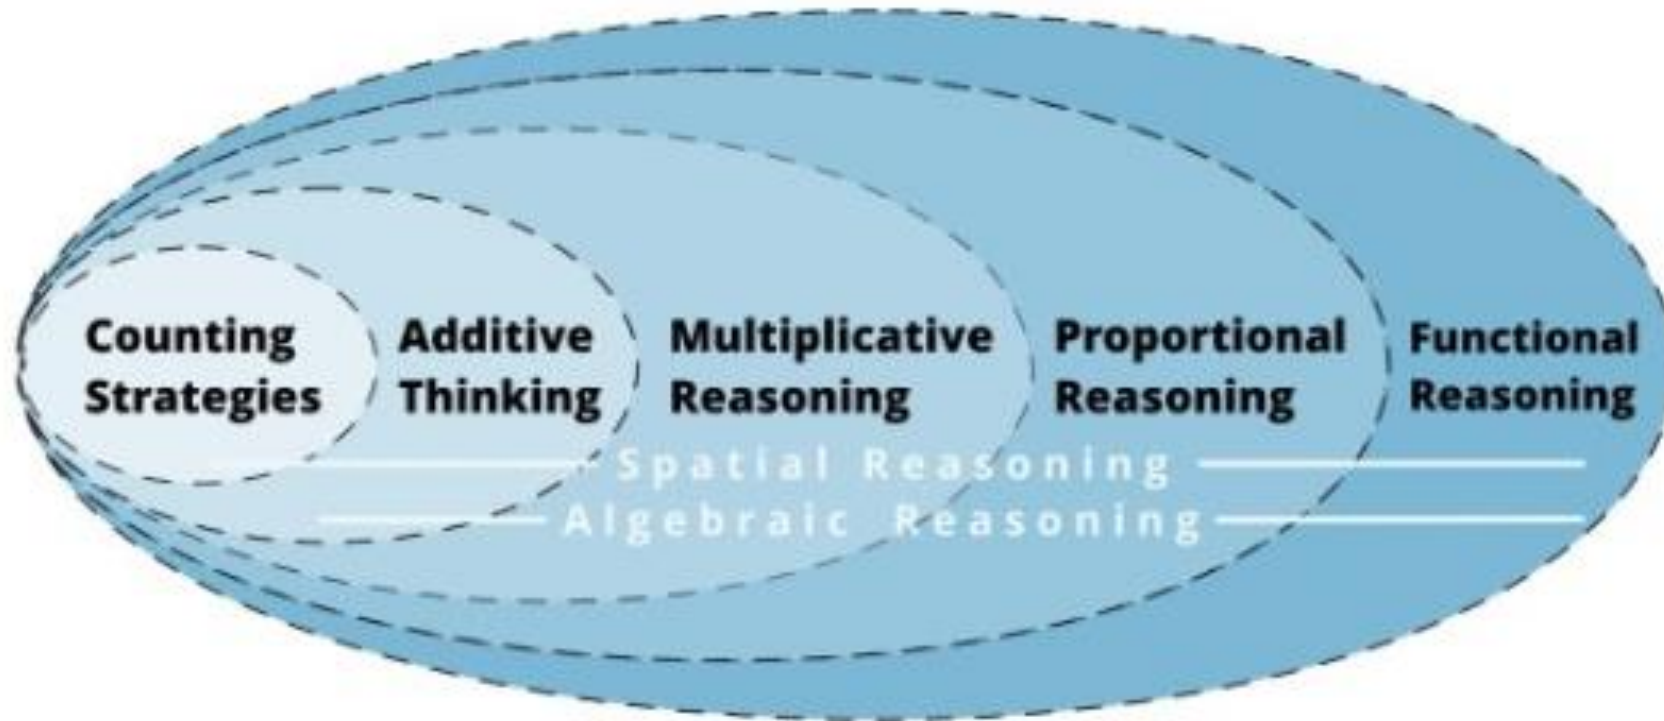 Counting
Strategies
Additive
Thinking
Multiplicative
Reasoning
Proportional
Reasoning
Functional
Reasoning
Spatial Reasoning
Algebraic Reasoning